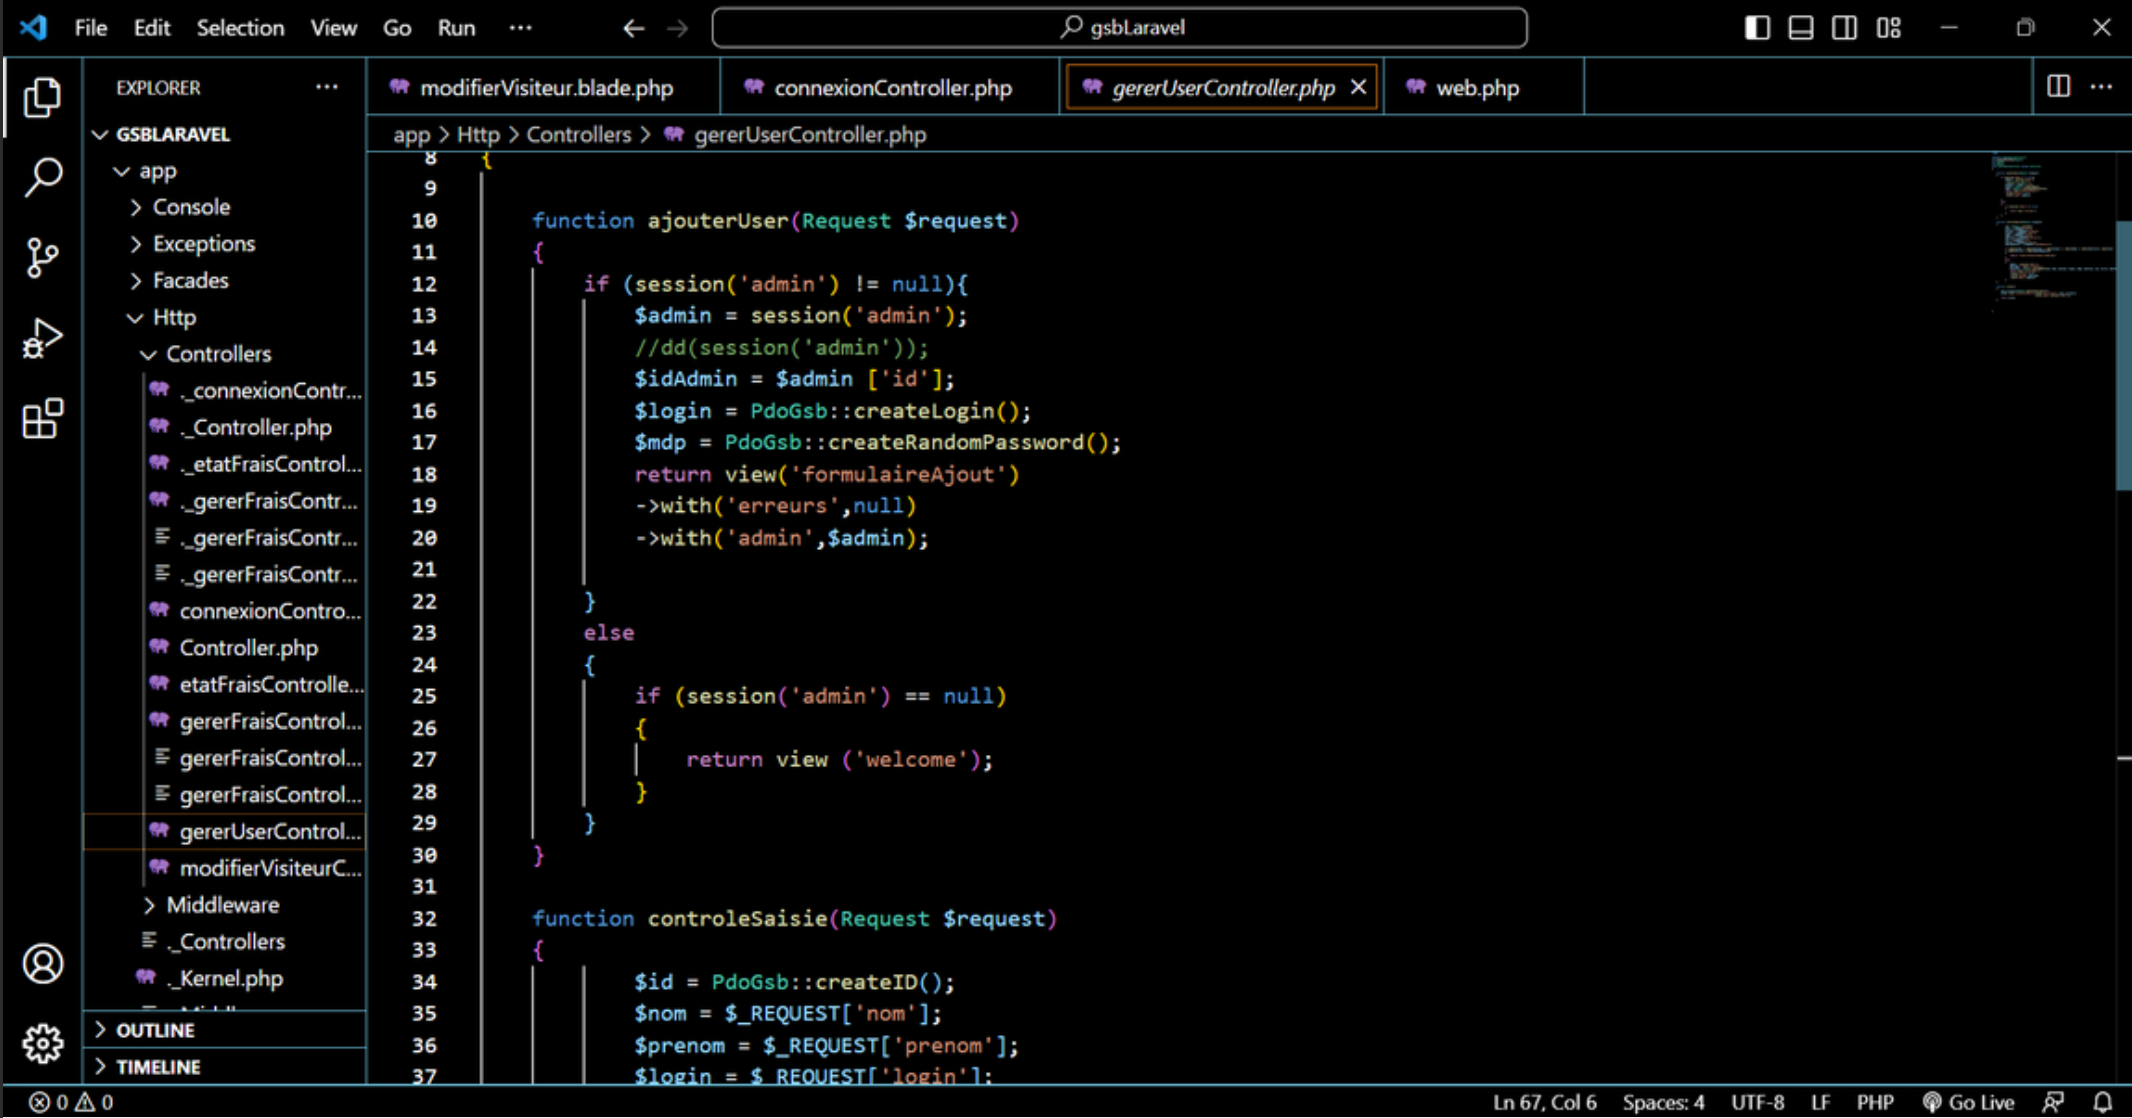 File Edit Selection View Go Run ··· gsbLaravel
EXPLORER ···
GSBLARAVEL
app
Console
Exceptions
Facades
Http
Controllers
._connexionContr...
._Controller.php
._etatFraisControl...
._gererFraisContr...
._gererFraisContr...
._gererFraisContr...
connexionContro...
Controller.php
etatFraisControlle...
gererFraisControl...
gererFraisControl...
gererFraisControl...
gererUserControl...
modifierVisiteurC...
Middleware
._Controllers
._Kernel.php
OUTLINE
TIMELINE
modifierVisiteur.blade.php connexionController.php gererUserController.php web.php
app > Http > Controllers > gererUserController.php
8 {
9
10 function ajouterUser(Request $request)
11 {
12 if (session('admin') != null){
13 $admin = session('admin');
14 //dd(session('admin'));
15 $idAdmin = $admin ['id'];
16 $login = PdoGsb::createLogin();
17 $mdp = PdoGsb::createRandomPassword();
18 return view('formulaireAjout')
19 ->with('erreurs',null)
20 ->with('admin',$admin);
21
22 }
23 else
24 {
25 if (session('admin') == null)
26 {
27 return view ('welcome');
28 }
29 }
30 }
31
32 function controleSaisie(Request $request)
33 {
34 $id = PdoGsb::createID();
35 $nom = $_REQUEST['nom'];
36 $prenom = $_REQUEST['prenom'];
37 $login = $_REQUEST['login'];
0 0 Ln 67, Col 6 Spaces: 4 UTF-8 LF PHP Go Live